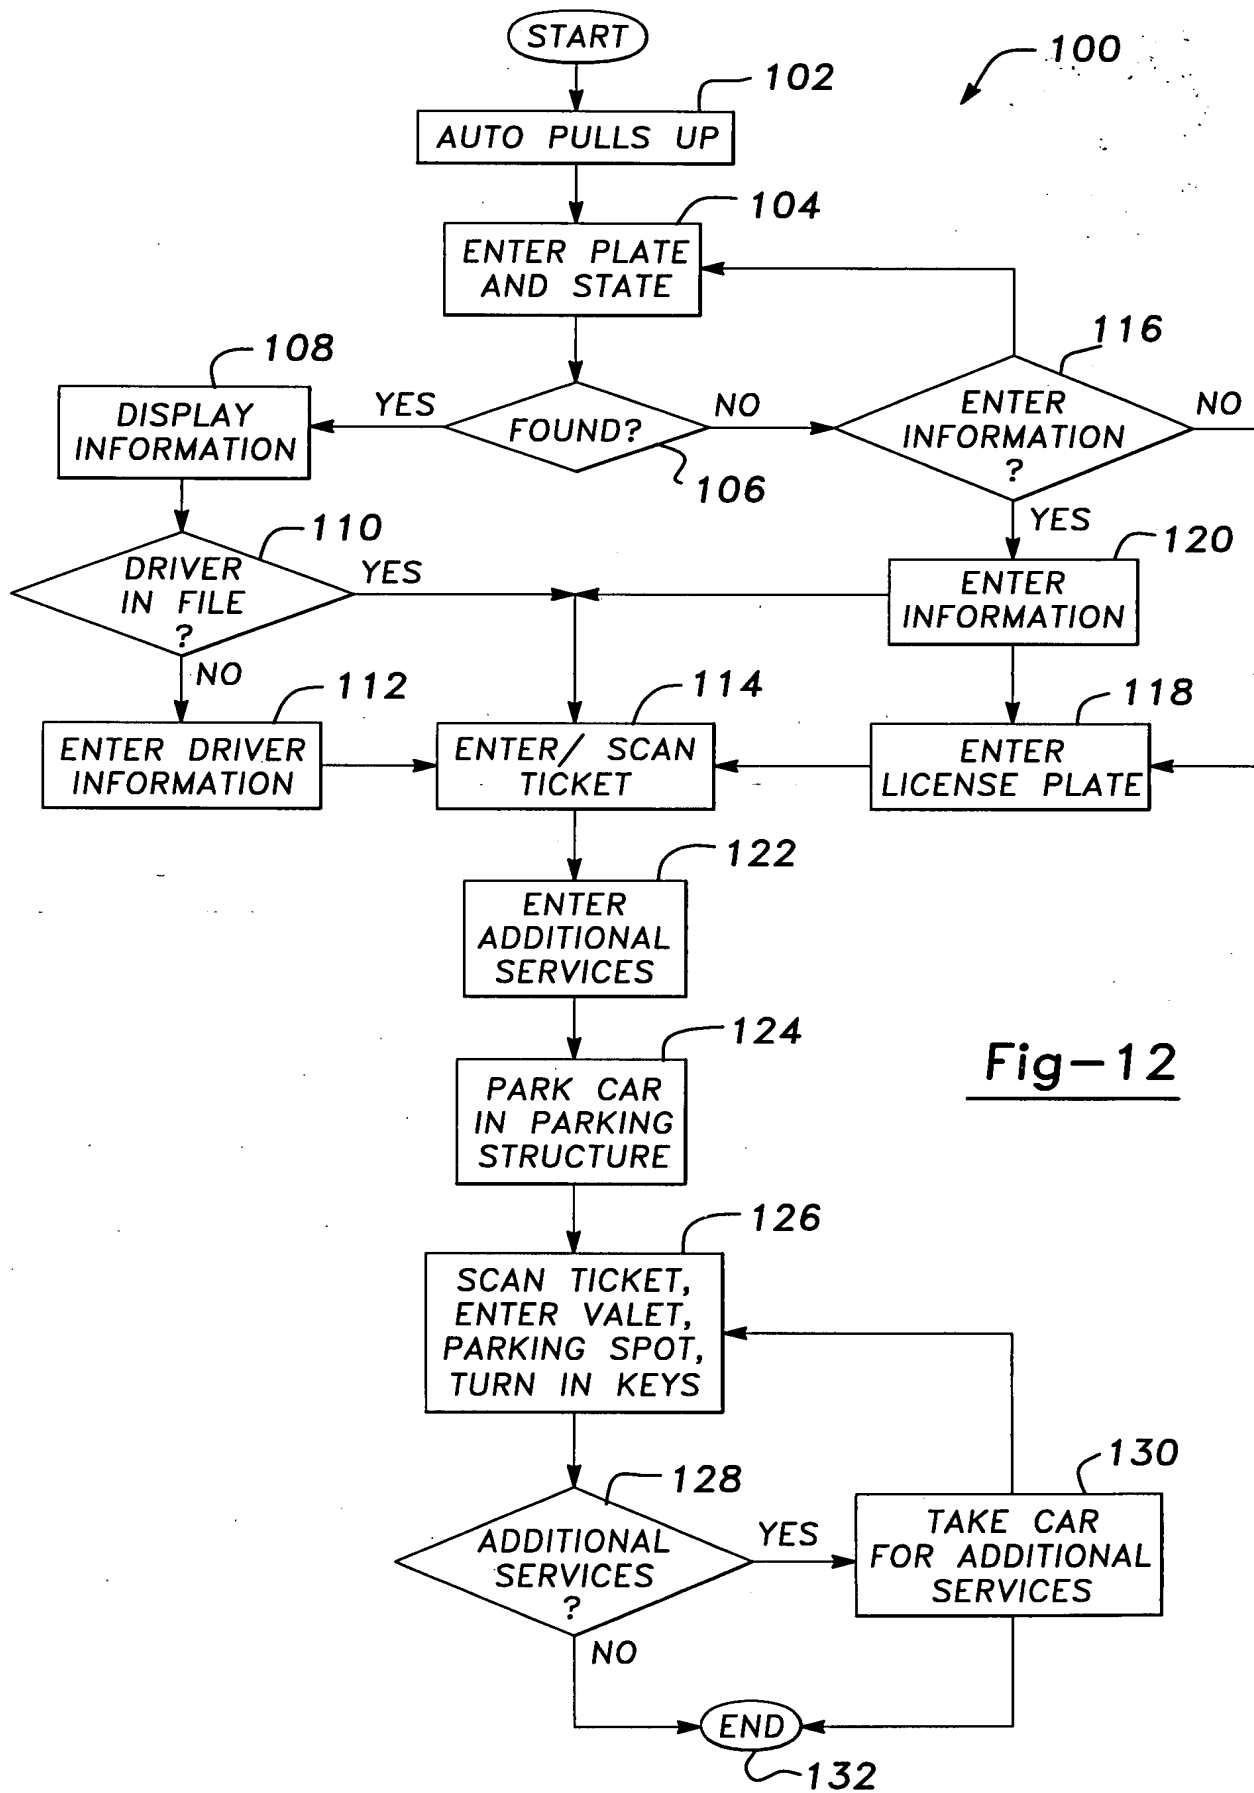 START
100
102
AUTO PULLS UP
104
ENTER PLATE
AND STATE
108
116
DISPLAY
INFORMATION
YES
FOUND?
NO
ENTER
INFORMATION
?
NO
106
110
YES
120
DRIVER
IN FILE
?
YES
ENTER
INFORMATION
NO
112
114
118
ENTER DRIVER
INFORMATION
ENTER/ SCAN
TICKET
ENTER
LICENSE PLATE
122
ENTER
ADDITIONAL
SERVICES
124
PARK CAR
IN PARKING
STRUCTURE
Fig-12
126
SCAN TICKET,
ENTER VALET,
PARKING SPOT,
TURN IN KEYS
128
130
ADDITIONAL
SERVICES
?
YES
TAKE CAR
FOR ADDITIONAL
SERVICES
NO
END
132